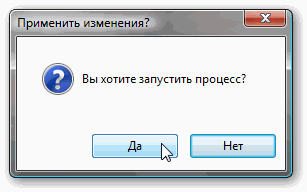 Применить изменения?
Вы хотите запустить процесс?
Да
Нет